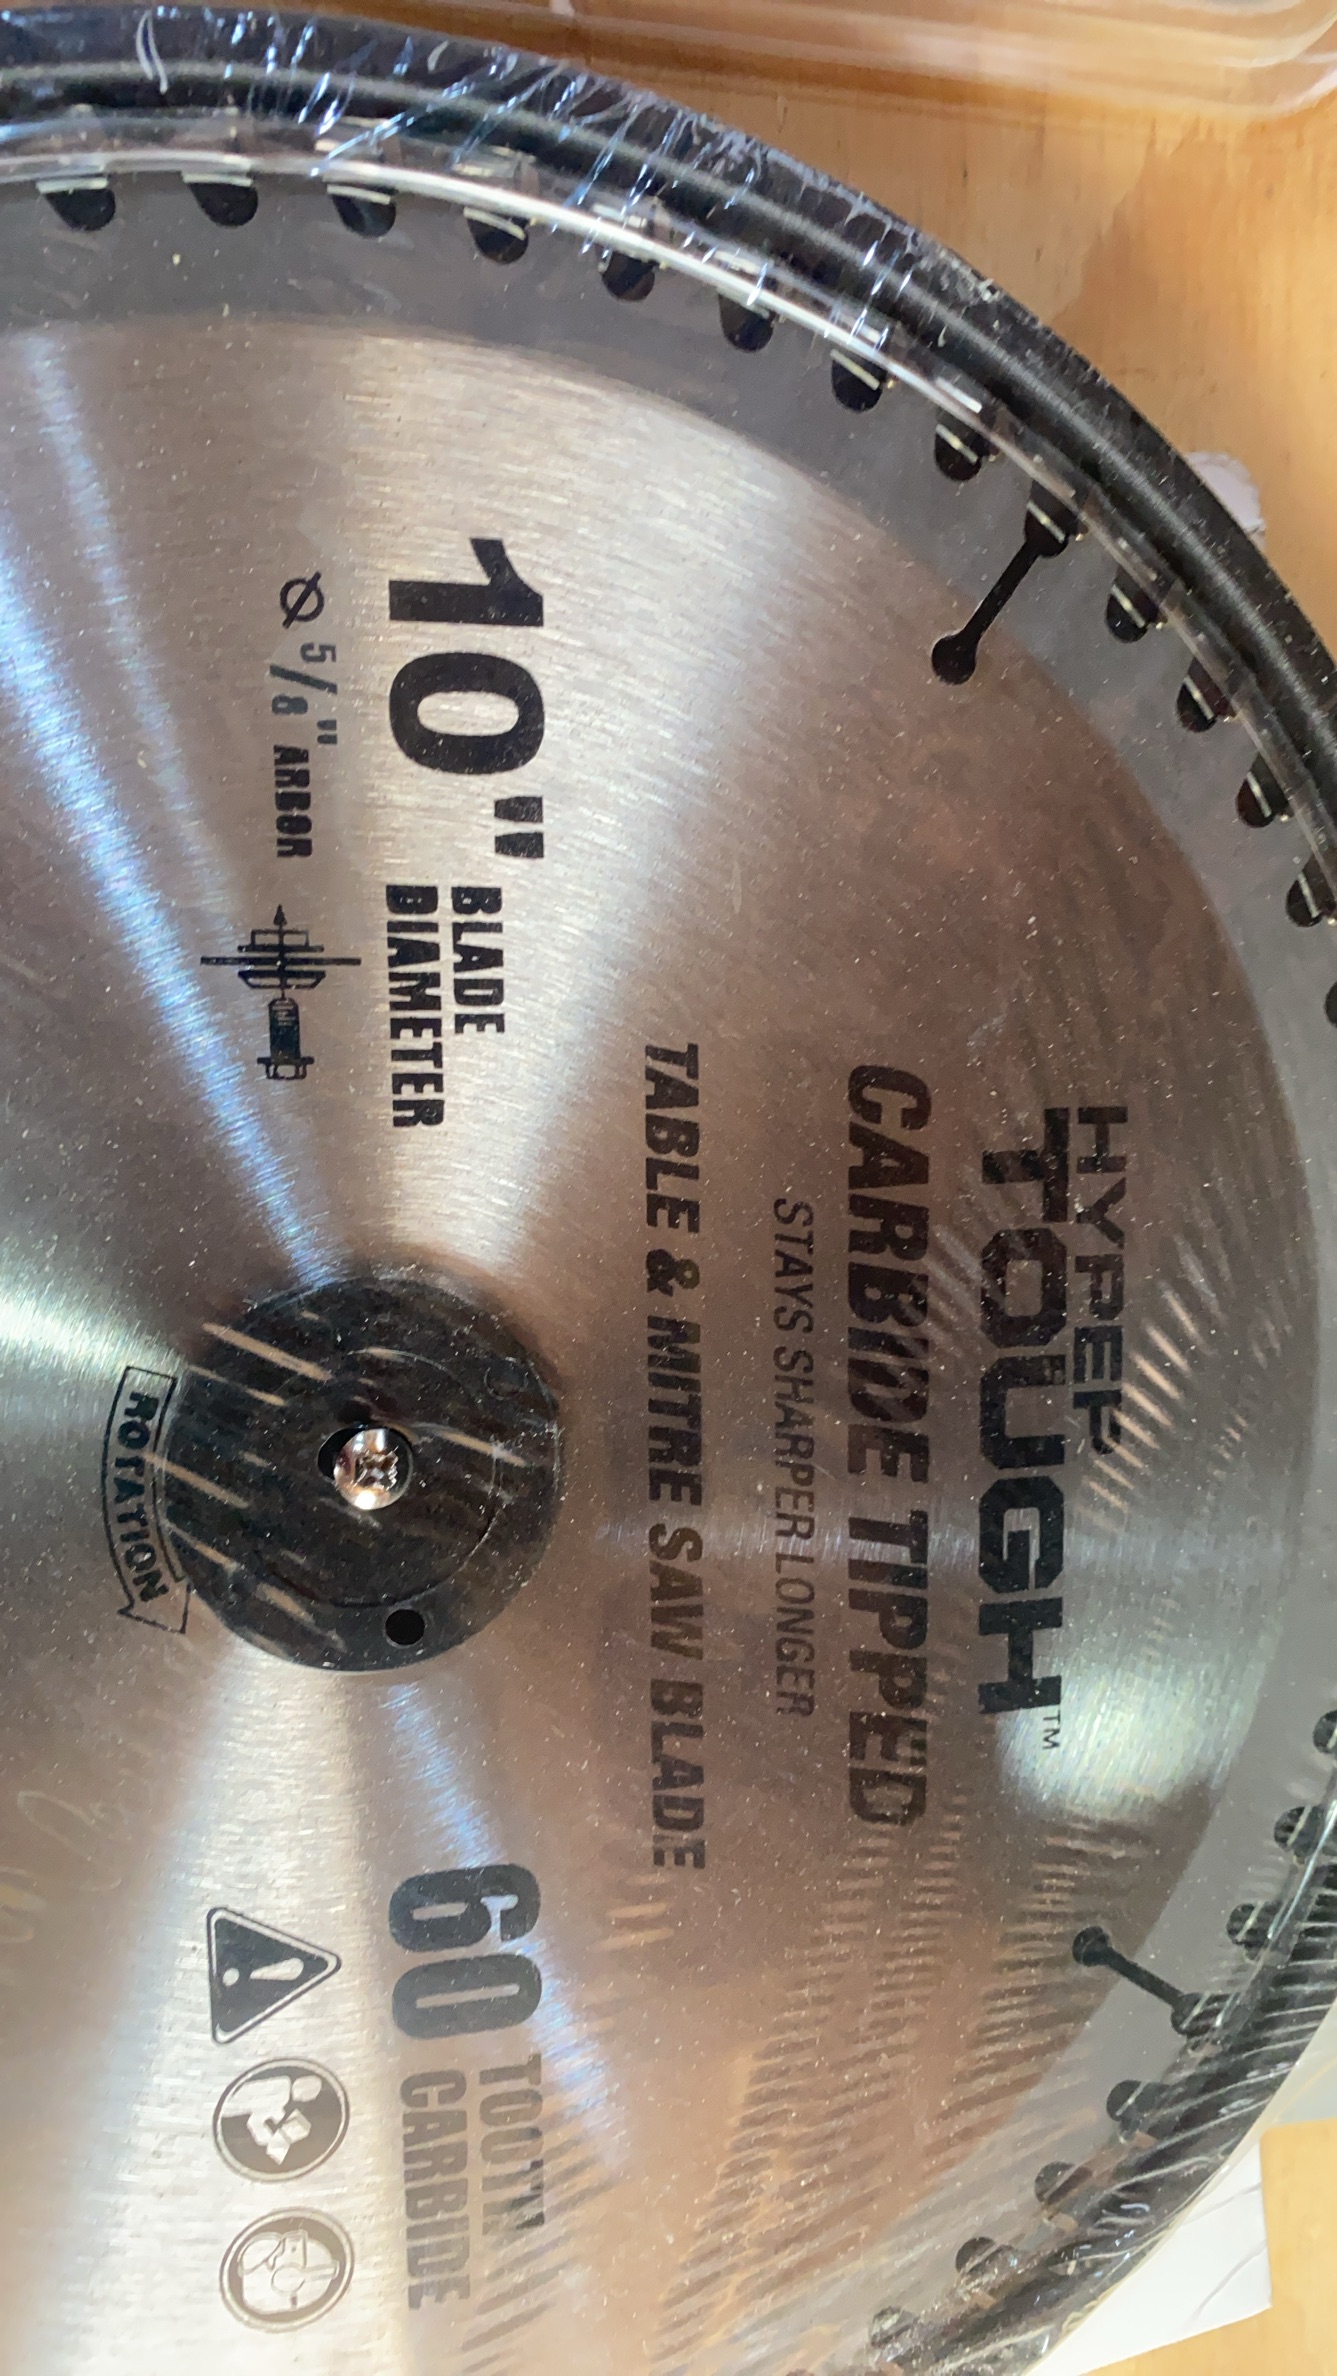 HYPER
TOUGH™
CARBIDE TIPPED
STAYS SHARPER LONGER
TABLE & MITRE SAW BLADE
10" BLADE
DIAMETER
Ø 5/8" ARBOR
60 TOOTH
CARBIDE
ROTATION